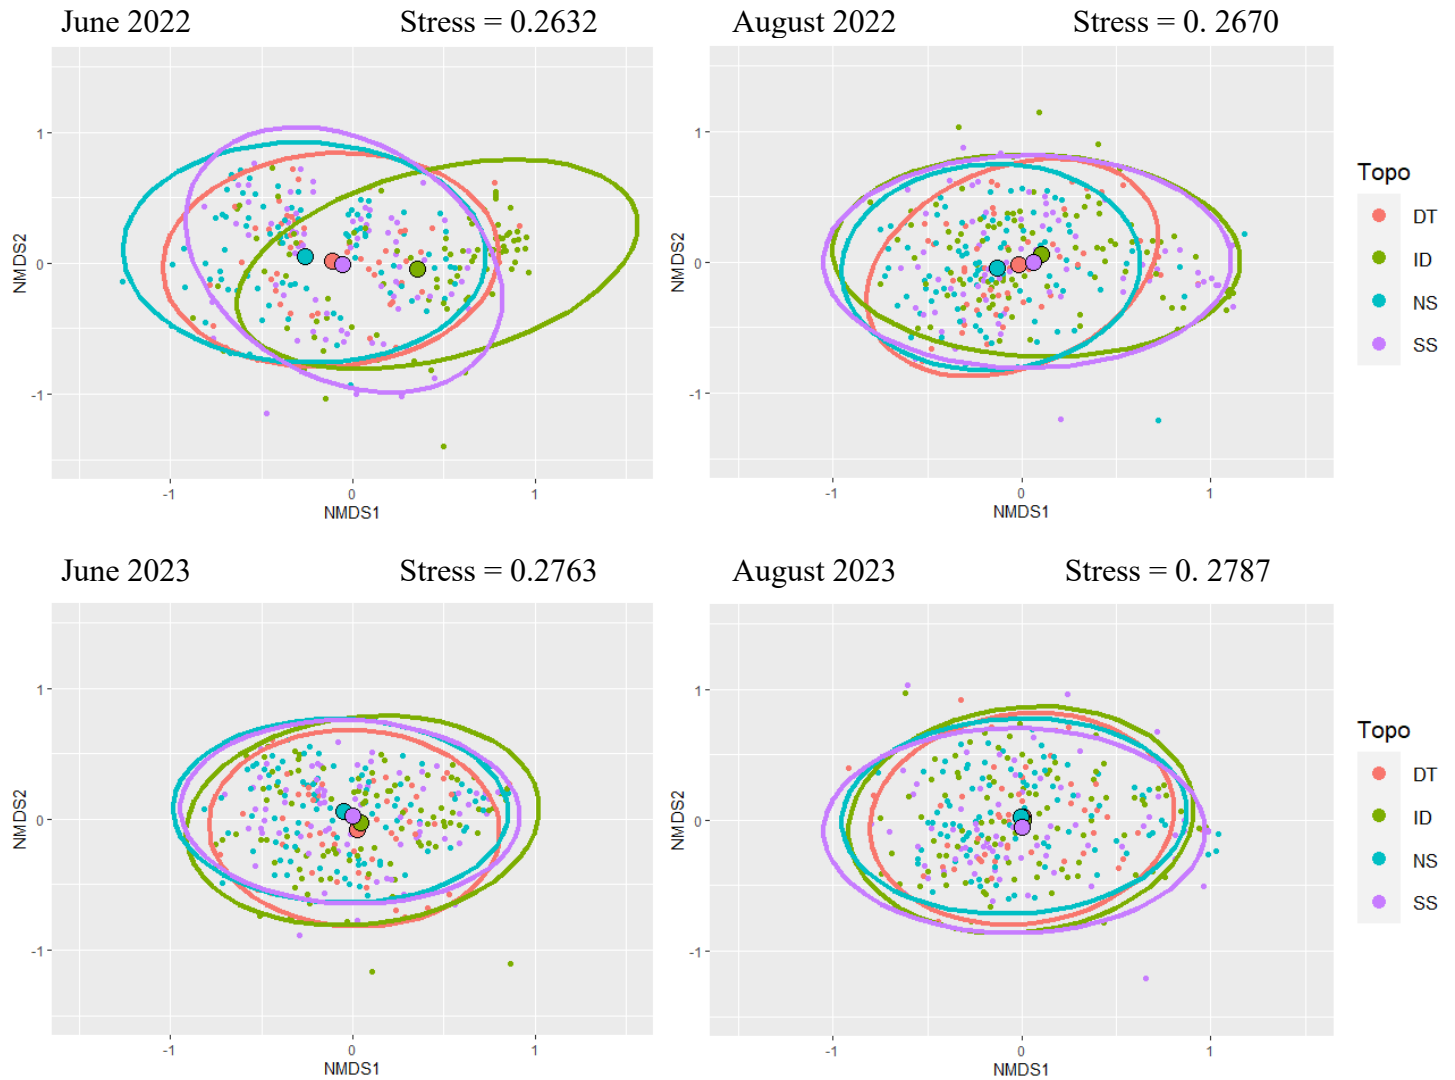 June 2022 Stress = 0.2632
August 2022 Stress = 0. 2670
1
0
-1
NMDS2
-1 0 1
NMDS1
1
0
-1
NMDS2
-1 0 1
NMDS1
Topo
DT
ID
NS
SS
June 2023 Stress = 0.2763
August 2023 Stress = 0. 2787
1
0
-1
NMDS2
-1 0 1
NMDS1
1
0
-1
NMDS2
-1 0 1
NMDS1
Topo
DT
ID
NS
SS